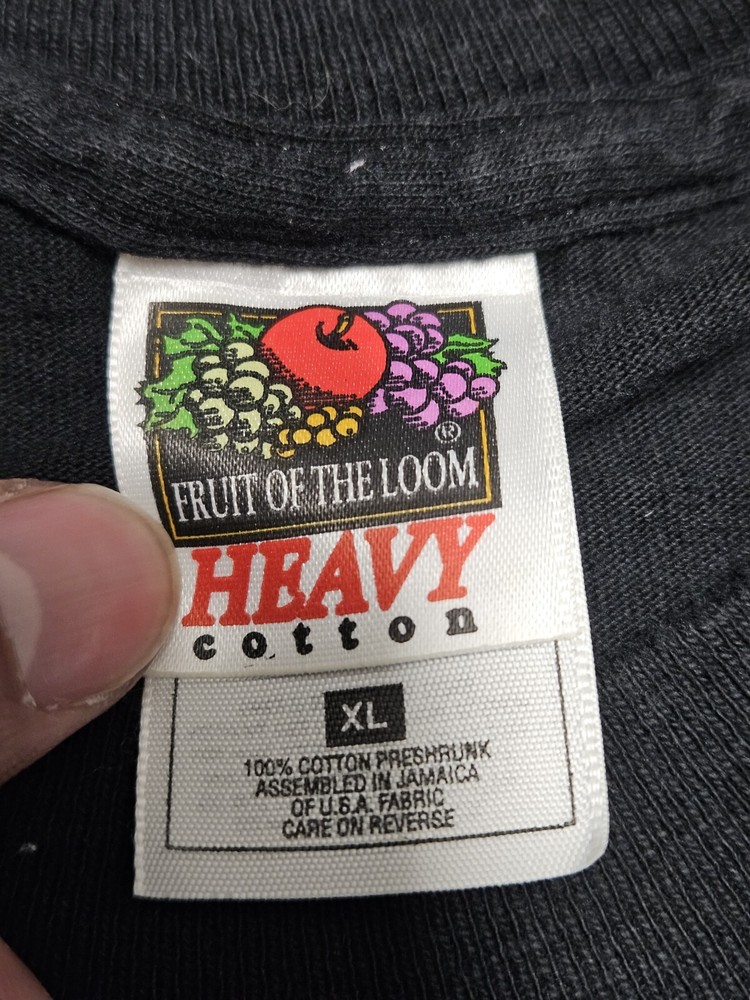 ®
FRUIT OF THE LOOM
HEAVY
cotton
XL
100% COTTON PRESHRUNK
ASSEMBLED IN JAMAICA
OF U.S.A. FABRIC
CARE ON REVERSE